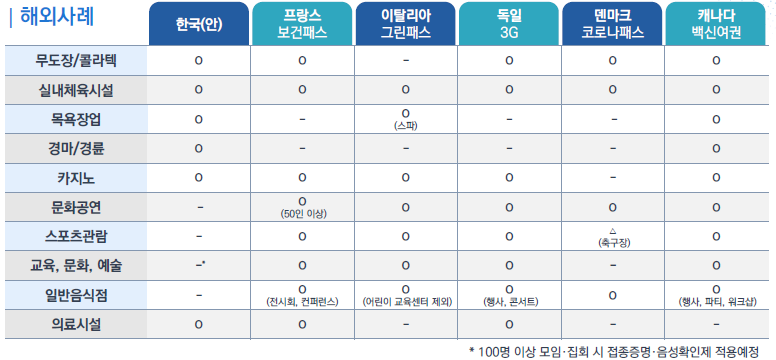 해외사례
한국(안) 프랑스 보건패스 이탈리아 그린패스 독일 3G 덴마크 코로나패스 캐나다 백신여권
무도장/콜라텍 O O - O O O
실내체육시설 O O O O O O
목욕장업 O - O (스파) - - O
경마/경륜 O - - - - O
카지노 O O O O - O
문화공연 - O (50인 이상) O O O O
스포츠관람 - O O O △ (축구장) O
교육, 문화, 예술 -* O O O - O
일반음식점 - O (전시회, 컨퍼런스) O (어린이 교육센터 제외) O (행사, 콘서트) O O (행사, 파티, 워크샵)
의료시설 O O - O - -
* 100명 이상 모임·집회 시 접종증명·음성확인제 적용예정